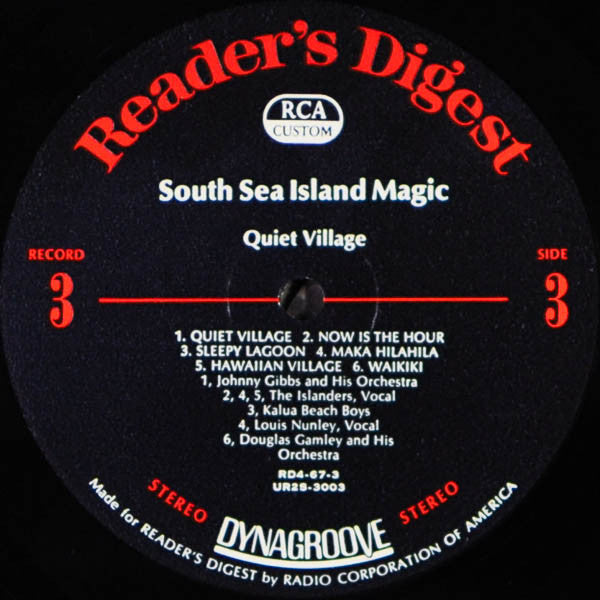 Reader's Digest
RCA
CUSTOM
South Sea Island Magic
Quiet Village
RECORD
3
SIDE
3
1. QUIET VILLAGE 2. NOW IS THE HOUR
3. SLEEPY LAGOON 4. MAKA HILAHILA
5. HAWAIIAN VILLAGE 6. WAIKIKI
1, Johnny Gibbs and His Orchestra
2, 4, 5, The Islanders, Vocal
3, Kalua Beach Boys
4, Louis Nunley, Vocal
6, Douglas Gamley and His
Orchestra
RD4-67-3
UR2S-3003
STEREO
DYNAGROOVE
STEREO
Made for READER'S DIGEST by RADIO CORPORATION OF AMERICA